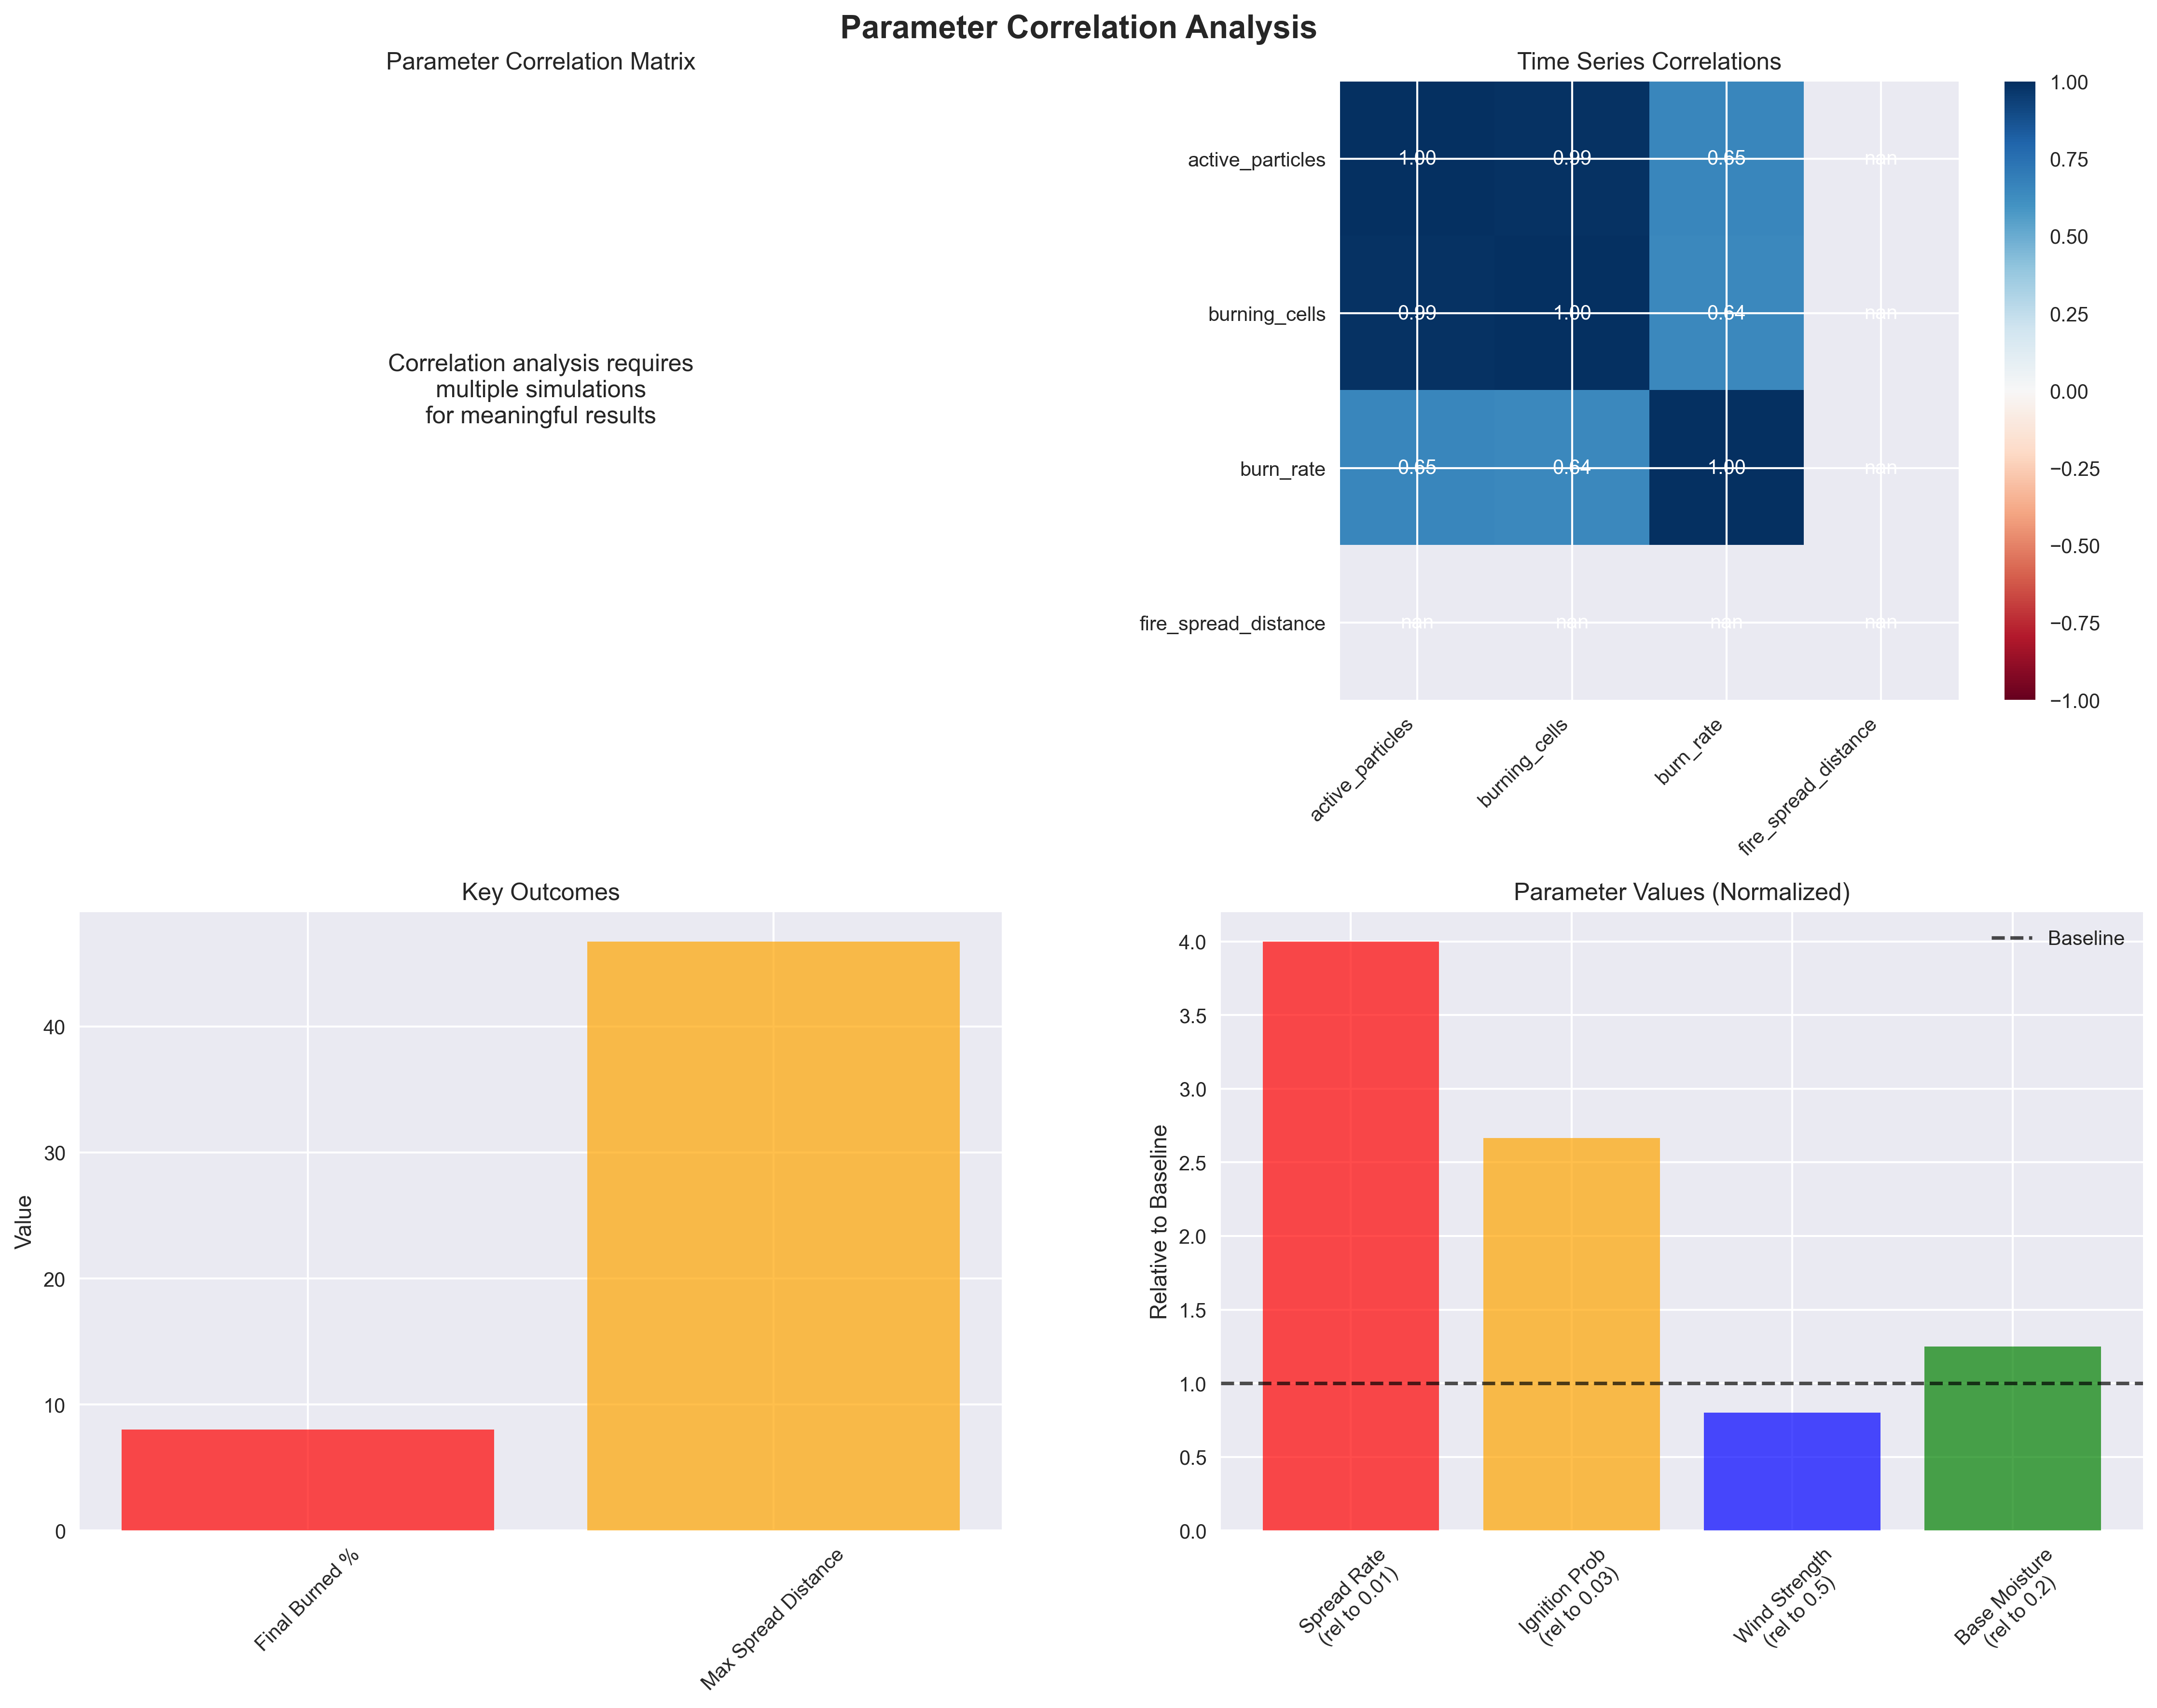 Parameter Correlation Analysis
Parameter Correlation Matrix
Correlation analysis requires
multiple simulations
for meaningful results
Time Series Correlations
active_particles
burning_cells
burn_rate
fire_spread_distance
1.00 0.99 0.65 nan
0.99 1.00 0.64 nan
0.65 0.64 1.00 nan
nan nan nan nan
active_particles
burning_cells
burn_rate
fire_spread_distance
1.00
0.75
0.50
0.25
0.00
−0.25
−0.50
−0.75
−1.00
Key Outcomes
Value
40
30
20
10
0
Final Burned %
Max Spread Distance
Parameter Values (Normalized)
Relative to Baseline
4.0
3.5
3.0
2.5
2.0
1.5
1.0
0.5
0.0
Baseline
Spread Rate
(rel to 0.01)
Ignition Prob
(rel to 0.03)
Wind Strength
(rel to 0.5)
Base Moisture
(rel to 0.2)